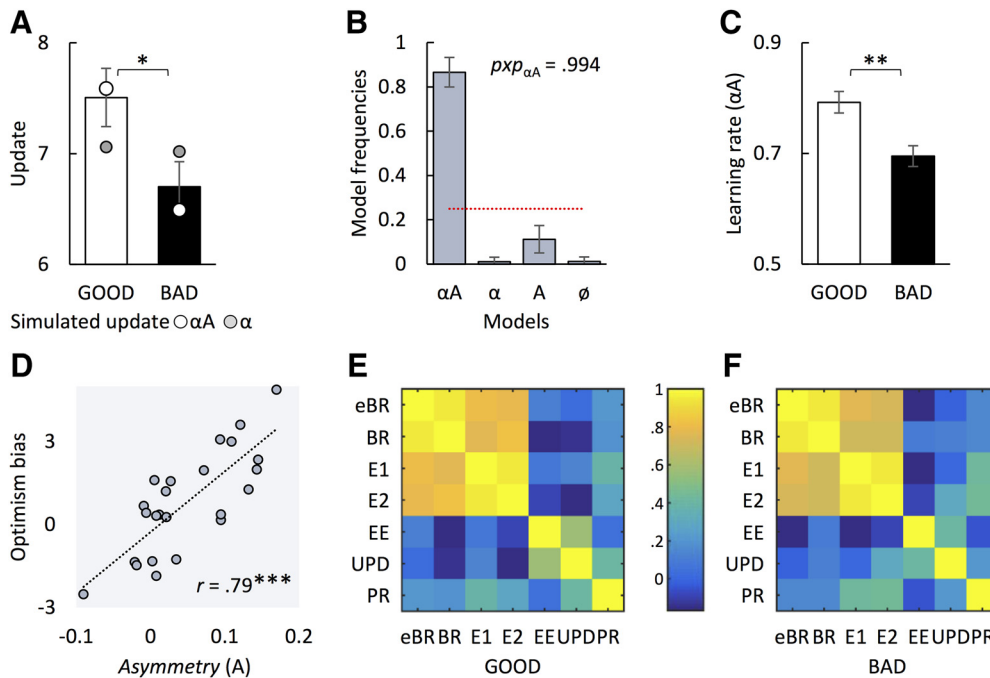 A
8
7
6
Update
*
GOOD BAD
Simulated update αA α
B
1
0.8
0.6
0.4
0.2
0
Model frequencies
pxpαA = .994
αA α A ø
Models
C
0.9
0.7
0.5
Learning rate (αA)
**
GOOD BAD
D
3
0
-3
Optimism bias
r = .79***
-0.1 0 0.1 0.2
Asymmetry (A)
E
eBR
BR
E1
E2
EE
UPD
PR
eBR BR E1 E2 EE UPD PR
GOOD
1
.8
.6
.4
.2
0
F
eBR
BR
E1
E2
EE
UPD
PR
eBR BR E1 E2 EE UPD PR
BAD